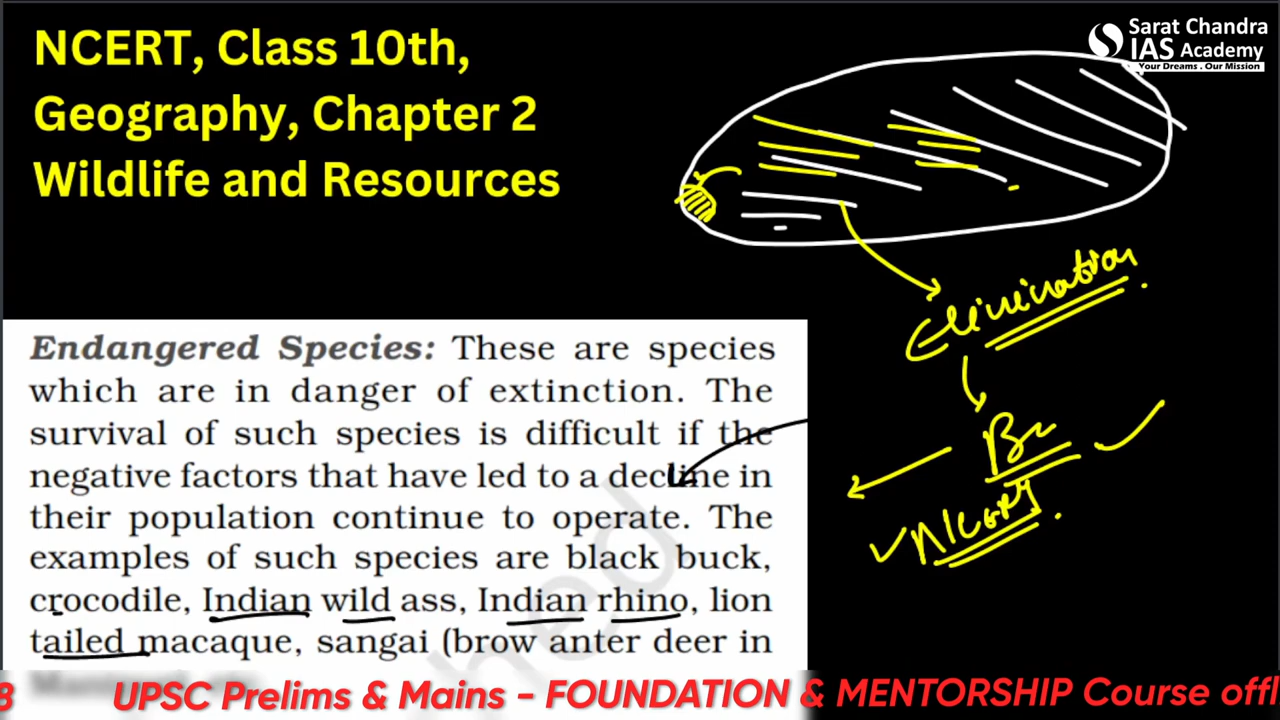 NCERT, Class 10th,
Geography, Chapter 2
Wildlife and Resources
Sarat Chandra
IAS Academy
Your Dreams . Our Mission
Elimination
NCERT
Endangered Species: These are species
which are in danger of extinction. The
survival of such species is difficult if the
negative factors that have led to a decline in
their population continue to operate. The
examples of such species are black buck,
crocodile, Indian wild ass, Indian rhino, lion
tailed macaque, sangai (brow anter deer in
8 UPSC Prelims & Mains - FOUNDATION & MENTORSHIP Course offl